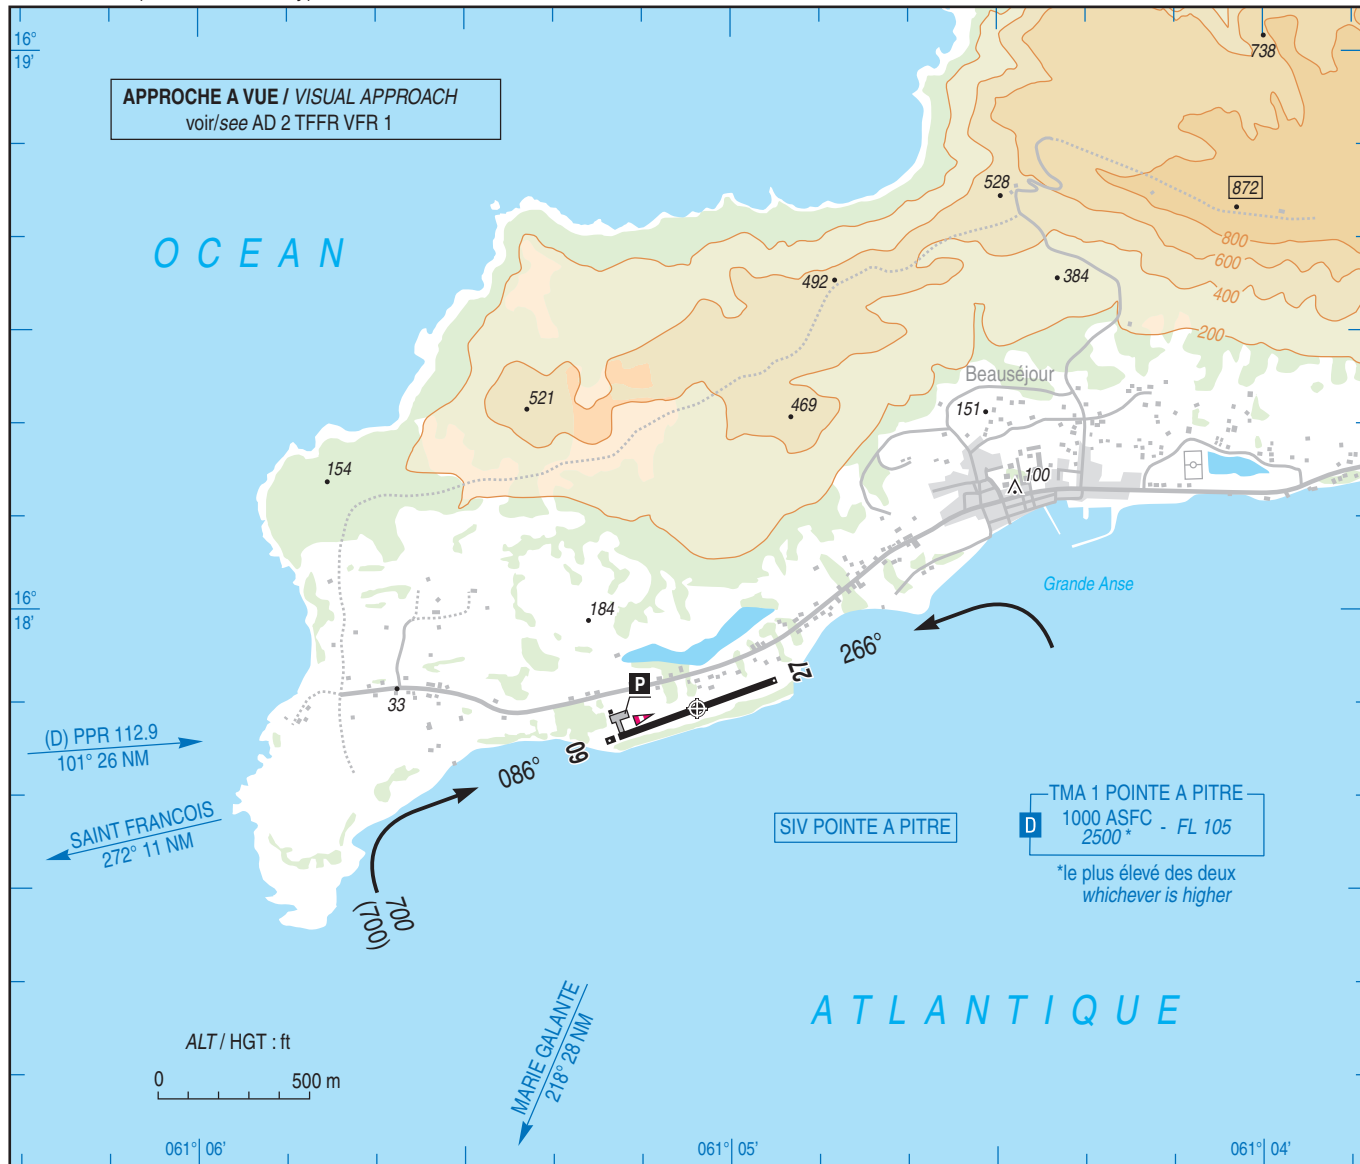 16°
19'
738
APPROCHE A VUE / VISUAL APPROACH
voir/see AD 2 TFFR VFR 1
528
872
OCEAN
800
600
492
384
400
200
Beauséjour
521
469
151
154
100
Grande Anse
16°
18'
184
266°
27
P
33
(D) PPR 112.9
101° 26 NM
09
086°
SAINT FRANCOIS
272° 11 NM
SIV POINTE A PITRE
TMA 1 POINTE A PITRE
D
1000 ASFC
2500 * - FL 105
*le plus élevé des deux
whichever is higher
700
(700)
ATLANTIQUE
MARIE GALANTE
218° 28 NM
ALT / HGT : ft
0 500 m
061° 06'
061° 05'
061° 04'